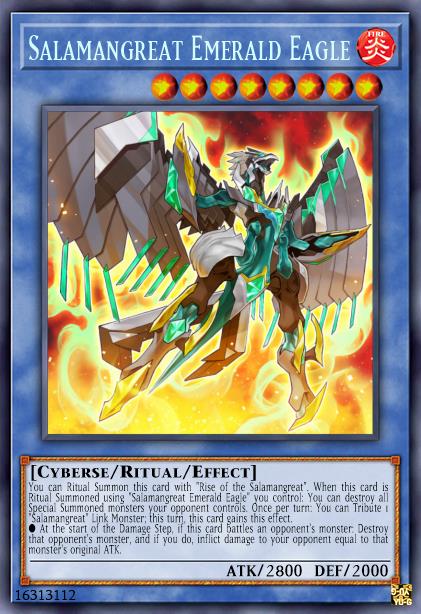 Salamangreat Emerald Eagle
FIRE
炎
[Cyberse/Ritual/Effect]
You can Ritual Summon this card with "Rise of the Salamangreat". When this card is
Ritual Summoned using "Salamangreat Emerald Eagle" you control: You can destroy all
Special Summoned monsters your opponent controls. Once per turn: You can Tribute 1
"Salamangreat" Link Monster; this turn, this card gains this effect.
● At the start of the Damage Step, if this card battles an opponent's monster: Destroy
that opponent's monster, and if you do, inflict damage to your opponent equal to that
monster's original ATK.
ATK/2800 DEF/2000
16313112